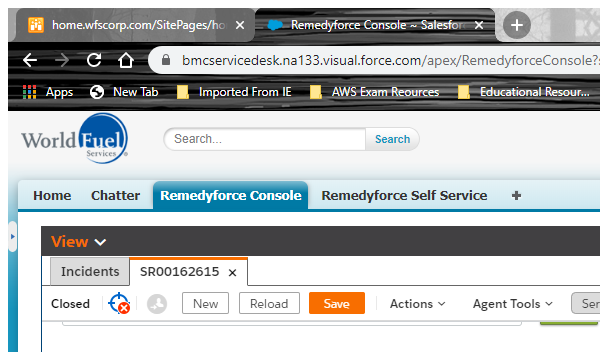 home.wfscorp.com/SitePages/ho
Remedyforce Console ~ Salesfor
bmcservicedesk.na133.visual.force.com/apex/RemedyforceConsole?
Apps
New Tab
Imported From IE
AWS Exam Reources
Educational Resour...
World Fuel
Services
Search...
Search
Home
Chatter
Remedyforce Console
Remedyforce Self Service
View
Incidents
SR00162615
Closed
New
Reload
Save
Actions
Agent Tools
Ser